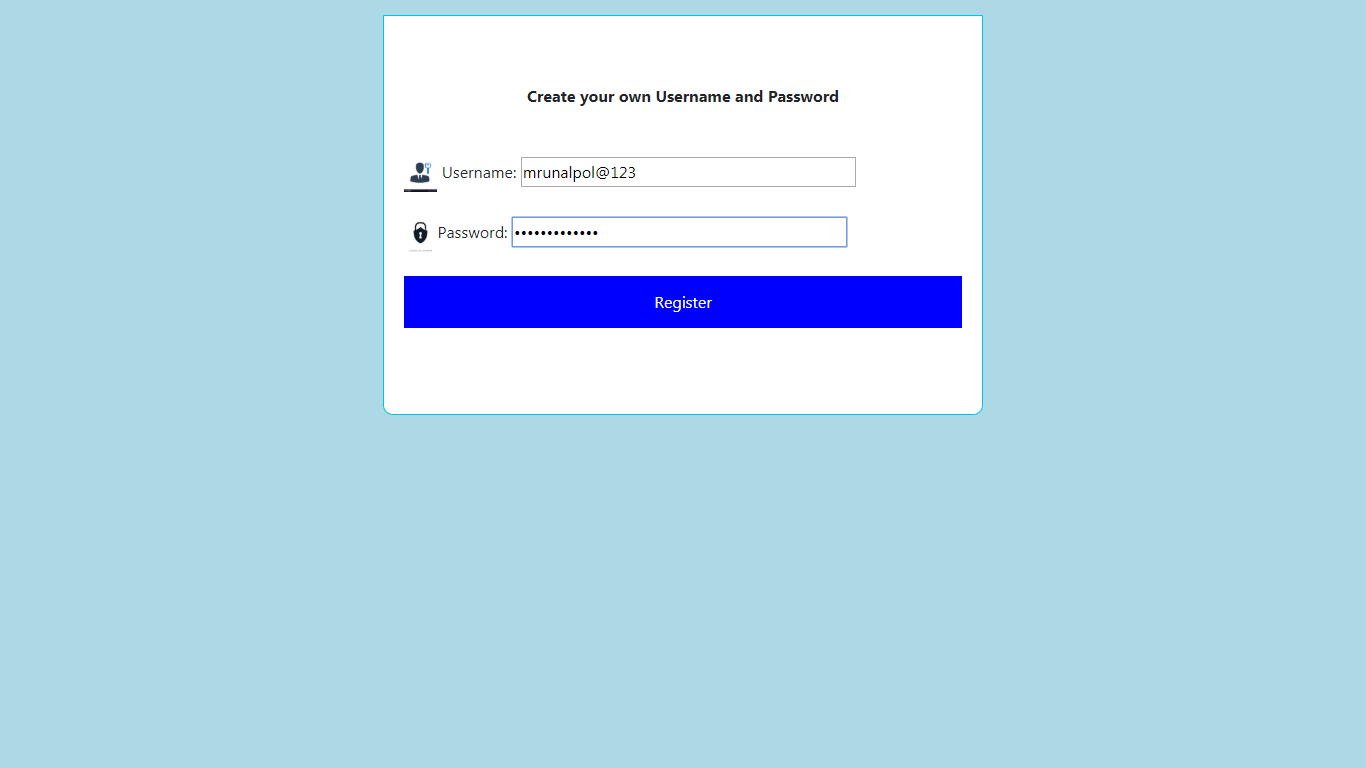 Create your own Username and Password
Username: mrunalpol@123
Password: •••••••••••••
Register